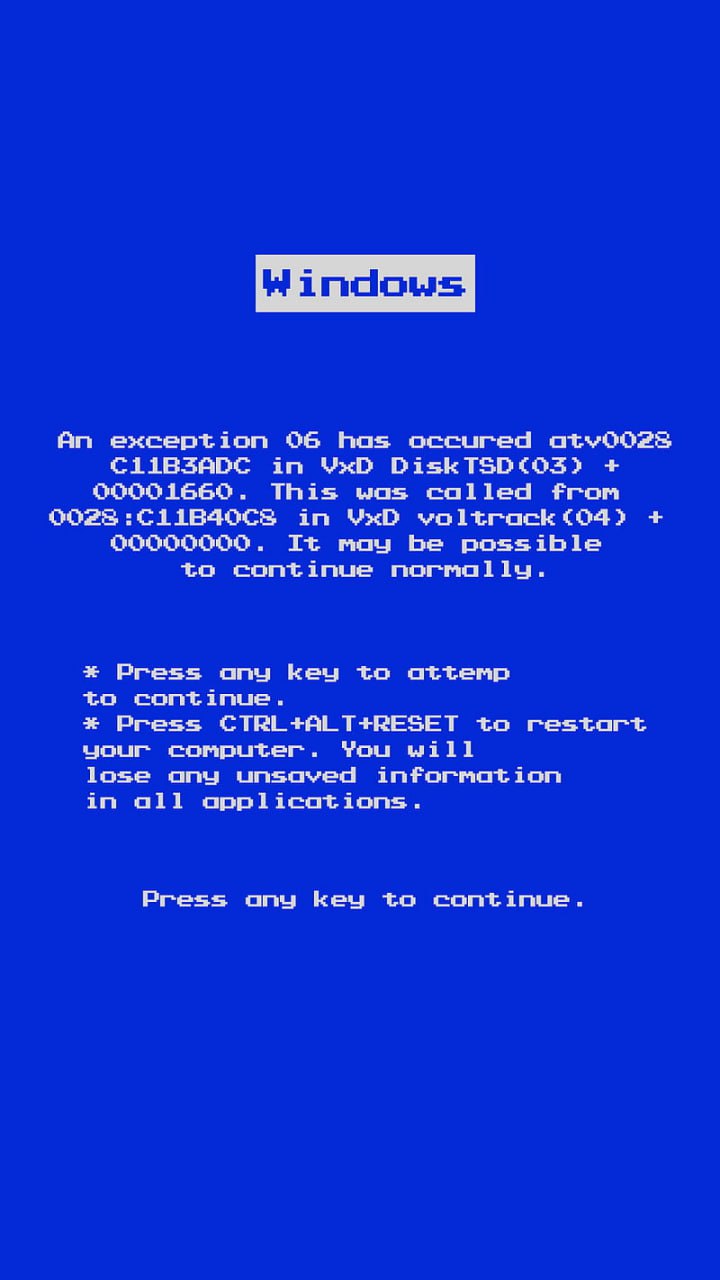 Windows
An exception 06 has occured atv0028
C11B3ADC in VxD DiskTSD(03) +
00001660. This was called from
0028:C11B40C8 in VxD voltrack(04) +
00000000. It may be possible
to continue normally.
* Press any key to attemp
to continue.
* Press CTRL+ALT+RESET to restart
your computer. You will
lose any unsaved information
in all applications.
Press any key to continue.